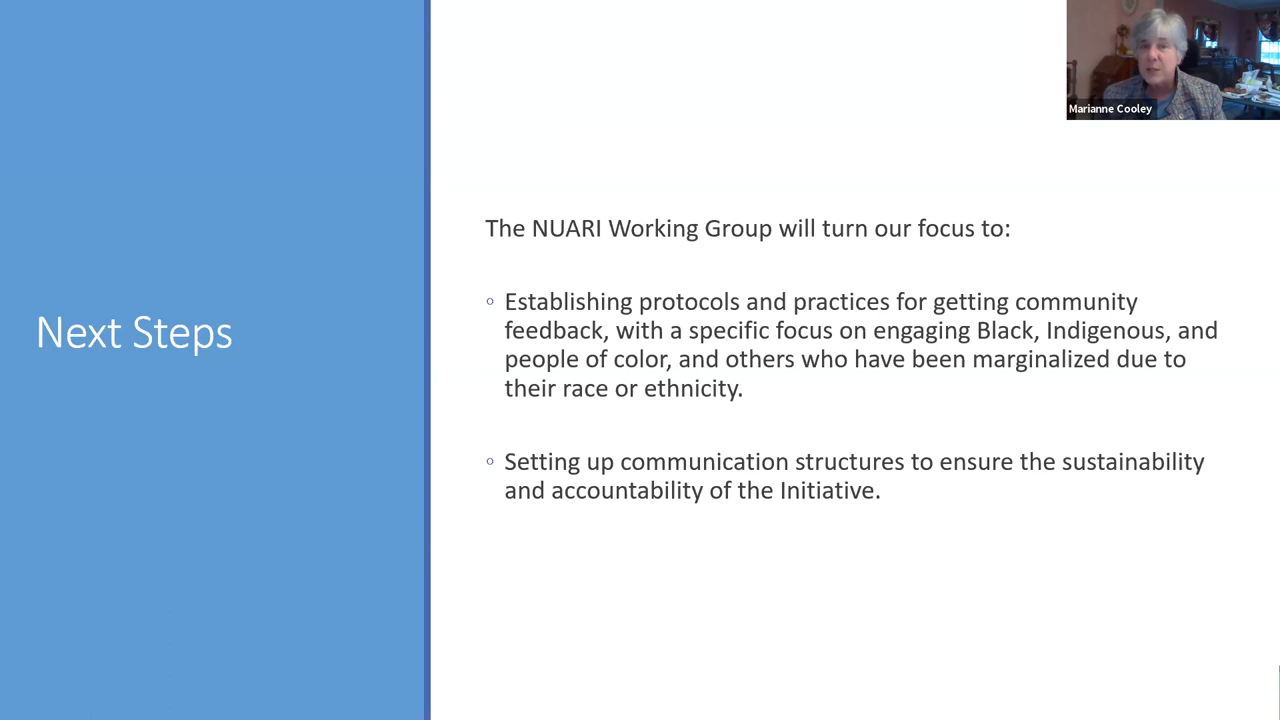 Marianne Cooley
Next Steps
The NUARI Working Group will turn our focus to:
◦ Establishing protocols and practices for getting community
feedback, with a specific focus on engaging Black, Indigenous, and
people of color, and others who have been marginalized due to
their race or ethnicity.
◦ Setting up communication structures to ensure the sustainability
and accountability of the Initiative.